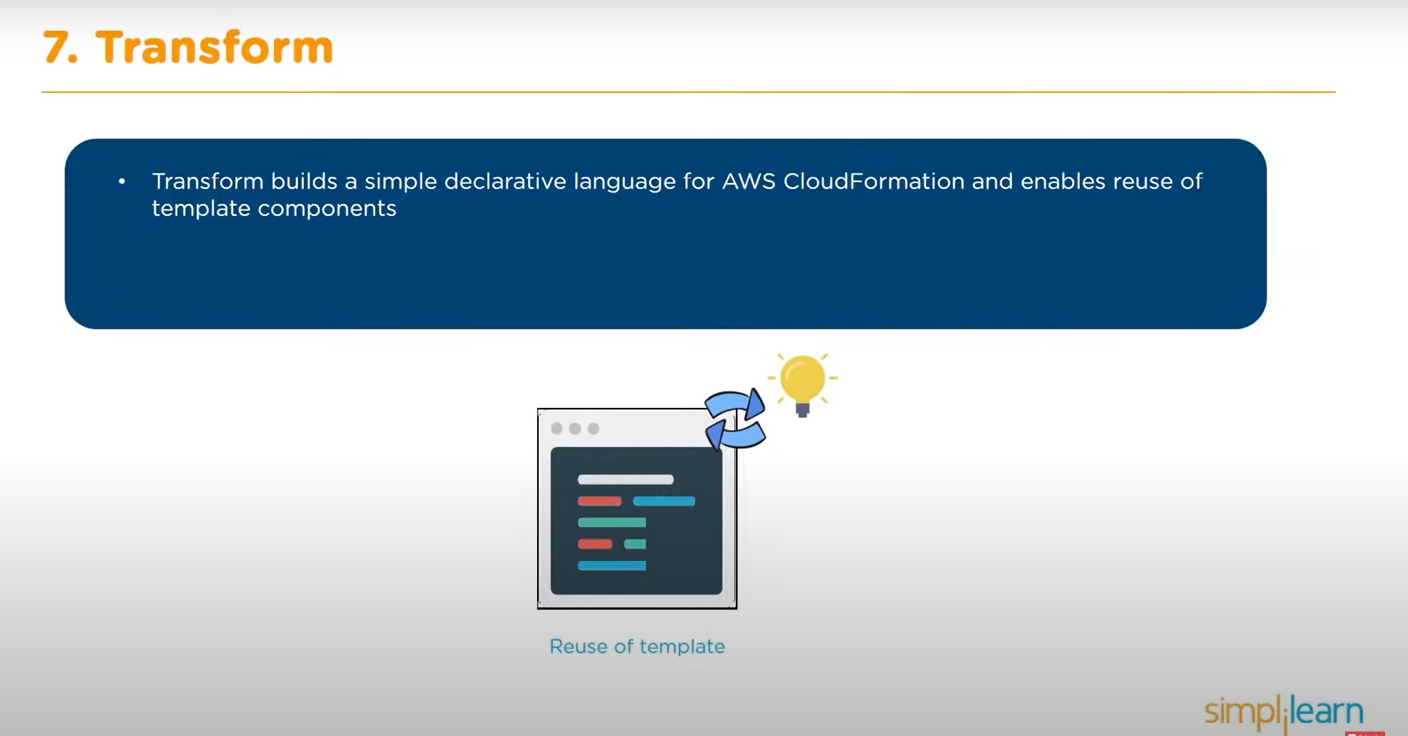 7. Transform
• Transform builds a simple declarative language for AWS CloudFormation and enables reuse of
template components
Reuse of template
simplilearn